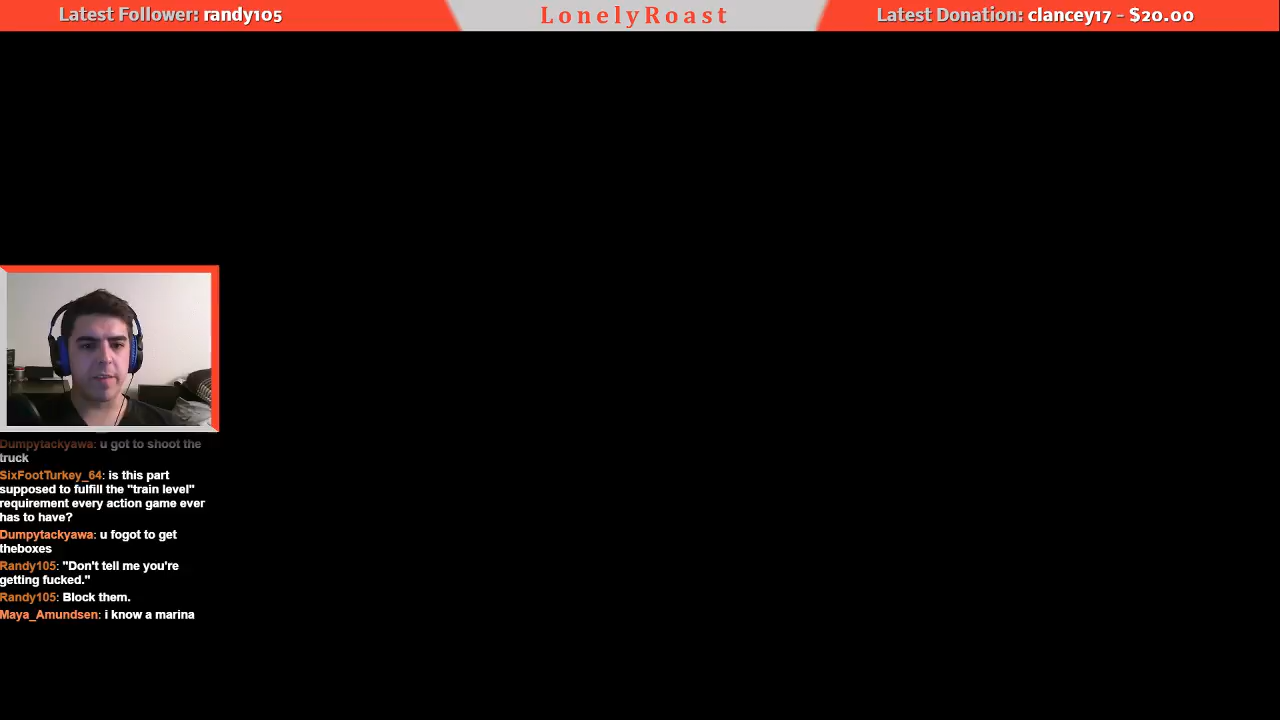 Latest Follower: randy105
LonelyRoast
Latest Donation: clancey17 - $20.00
Dumpytackyawa: u got to shoot the
truck
SixFootTurkey_64: is this part
supposed to fulfill the "train level"
requirement every action game ever
has to have?
Dumpytackyawa: u fogot to get
theboxes
Randy105: "Don't tell me you're
getting fucked."
Randy105: Block them.
Maya_Amundsen: i know a marina